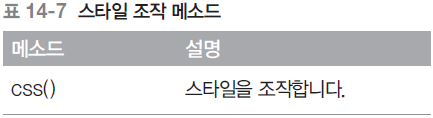 표 14-7 스타일 조작 메소드
메소드 설명
css() 스타일을 조작합니다.